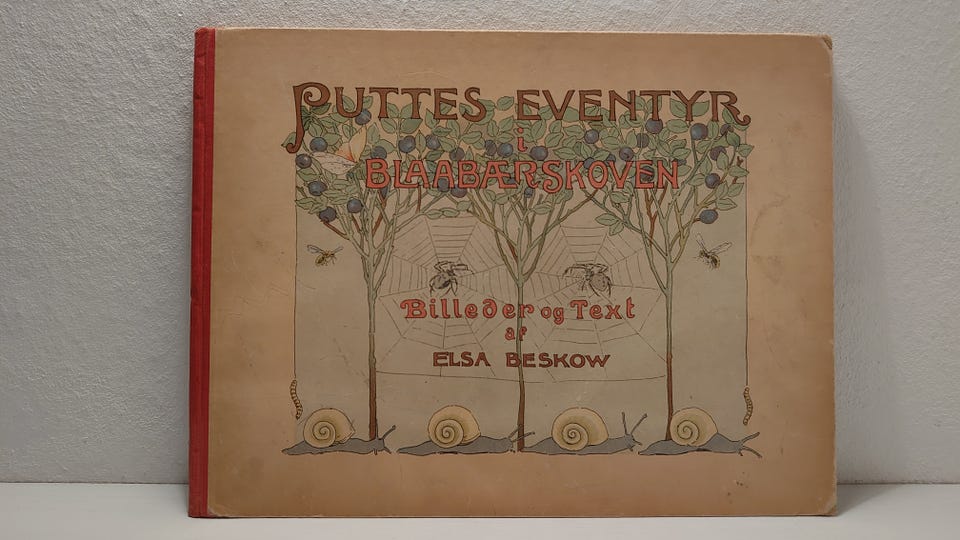 PUTTES EVENTYR
i
BLAABÆRSKOVEN
Billeder og Text
af
ELSA BESKOW